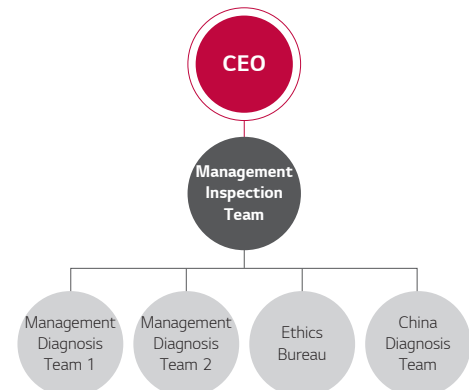 CEO
Management
Inspection
Team
Management
Diagnosis
Team 1
Management
Diagnosis
Team 2
Ethics
Bureau
China
Diagnosis
Team